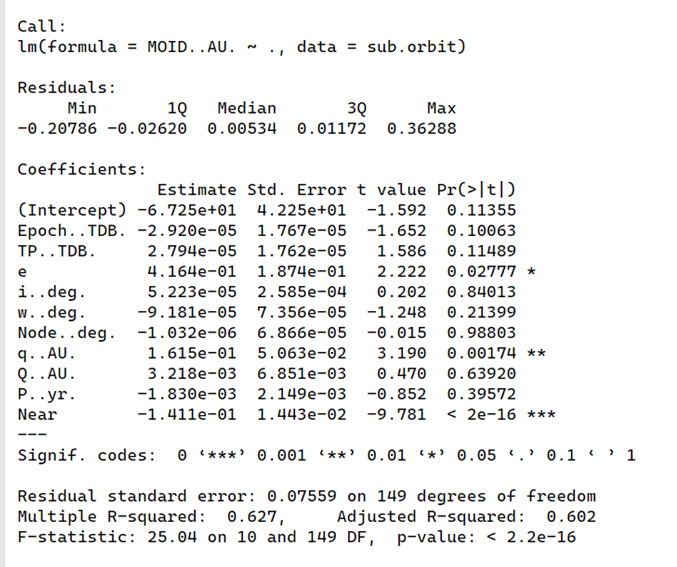 Call:
lm(formula = MOID..AU. ~ ., data = sub.orbit)
Residuals:
     Min       1Q   Median       3Q      Max
-0.20786 -0.02620  0.00534  0.01172  0.36288
Coefficients:
              Estimate Std. Error t value Pr(>|t|)
(Intercept) -6.725e+01  4.225e+01  -1.592  0.11355
Epoch..TDB. -2.920e-05  1.767e-05  -1.652  0.10063
TP..TDB.     2.794e-05  1.762e-05   1.586  0.11489
e            4.164e-01  1.874e-01   2.222  0.02777 *
i..deg.      5.223e-05  2.585e-04   0.202  0.84013
w..deg.     -9.181e-05  7.356e-05  -1.248  0.21399
Node..deg.  -1.032e-06  6.866e-05  -0.015  0.98803
q..AU.       1.615e-01  5.063e-02   3.190  0.00174 **
Q..AU.       3.218e-03  6.851e-03   0.470  0.63920
P..yr.      -1.830e-03  2.149e-03  -0.852  0.39572
Near        -1.411e-01  1.443e-02  -9.781  < 2e-16 ***
---
Signif. codes:  0 ‘***’ 0.001 ‘**’ 0.01 ‘*’ 0.05 ‘.’ 0.1 ‘ ’ 1
Residual standard error: 0.07559 on 149 degrees of freedom
Multiple R-squared:  0.627,	Adjusted R-squared:  0.602
F-statistic: 25.04 on 10 and 149 DF,  p-value: < 2.2e-16